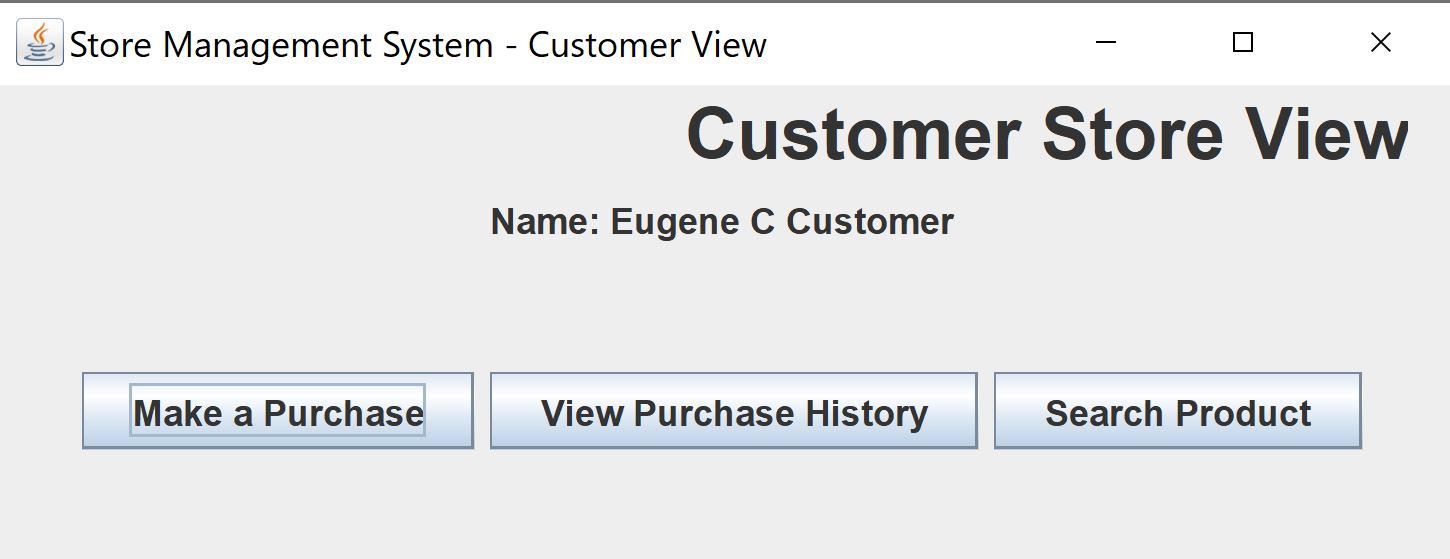 Store Management System - Customer View
Customer Store View
Name: Eugene C Customer
Make a Purchase View Purchase History Search Product